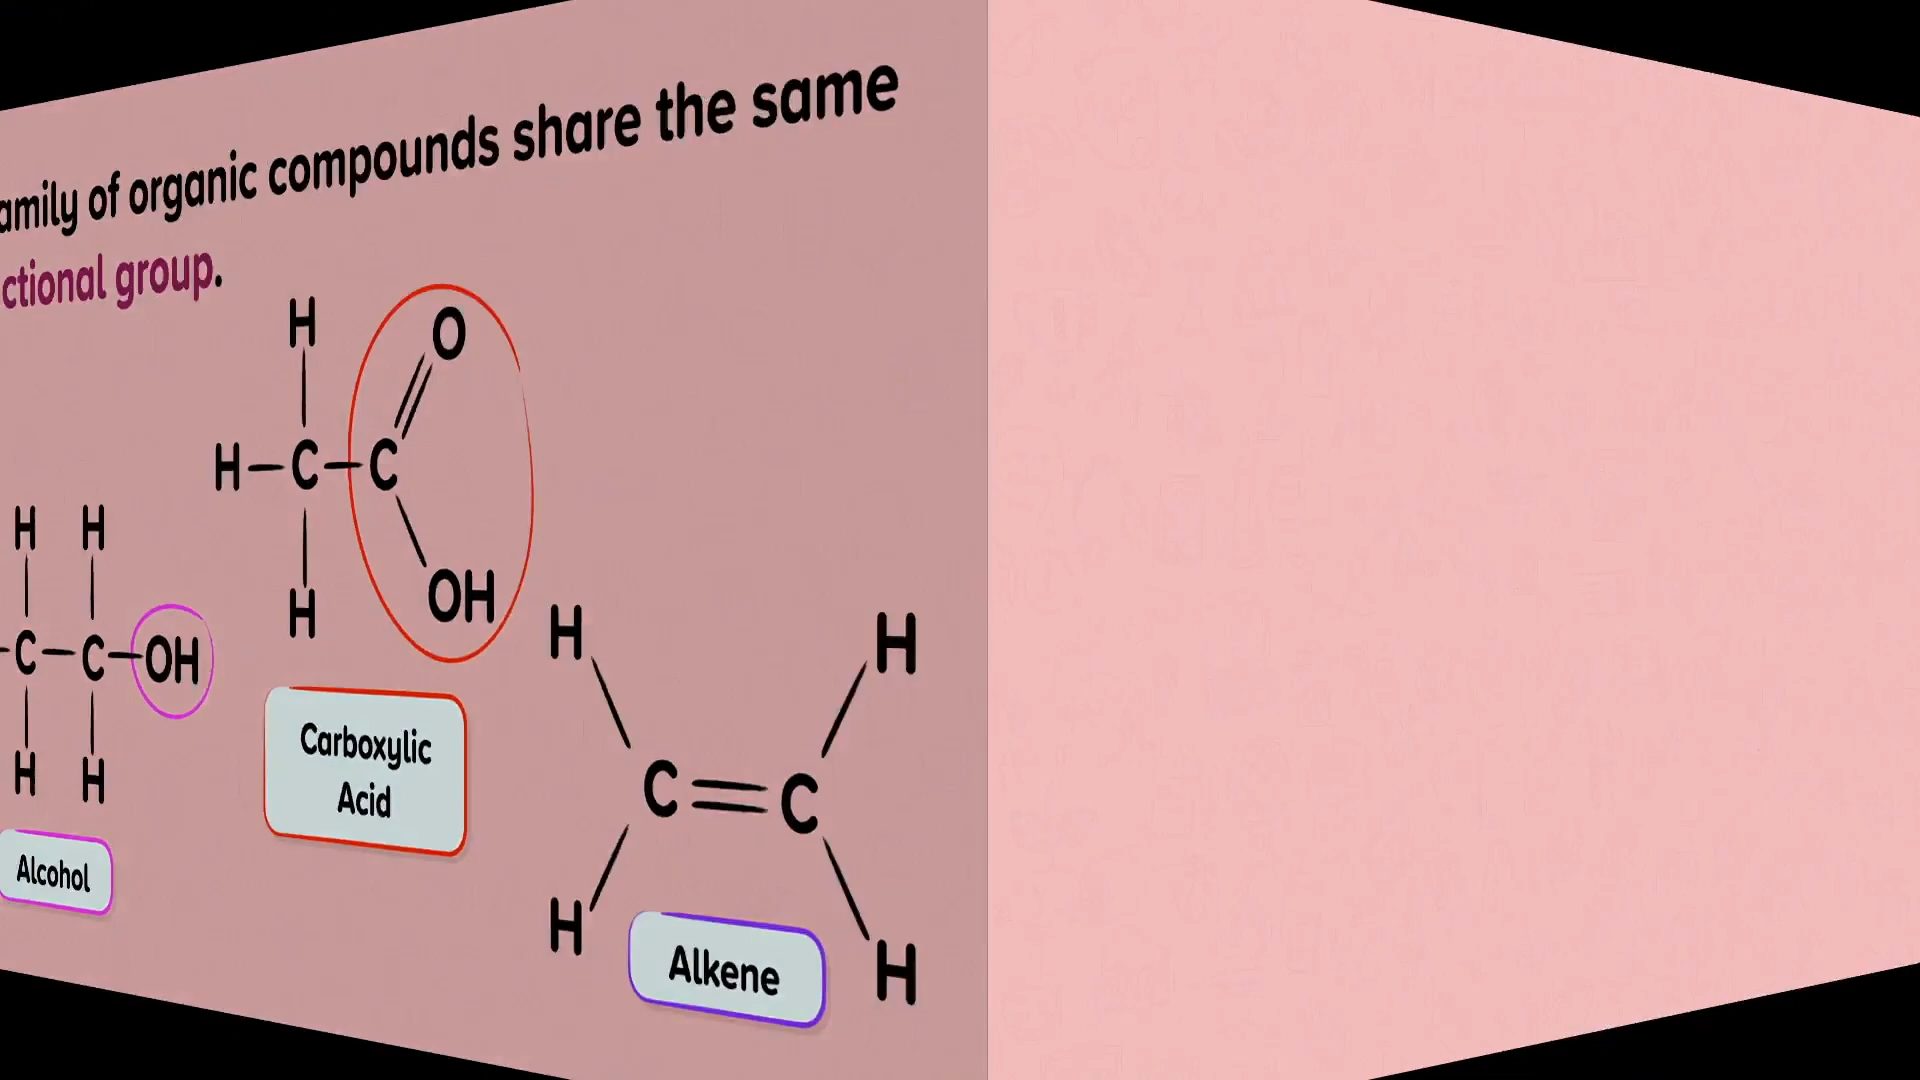 amily of organic compounds share the same
ctional group.
H
O
H–C–C
H
OH
Carboxylic
Acid
H H
C–C–OH
H H
Alcohol
H H
C=C
H H
Alkene